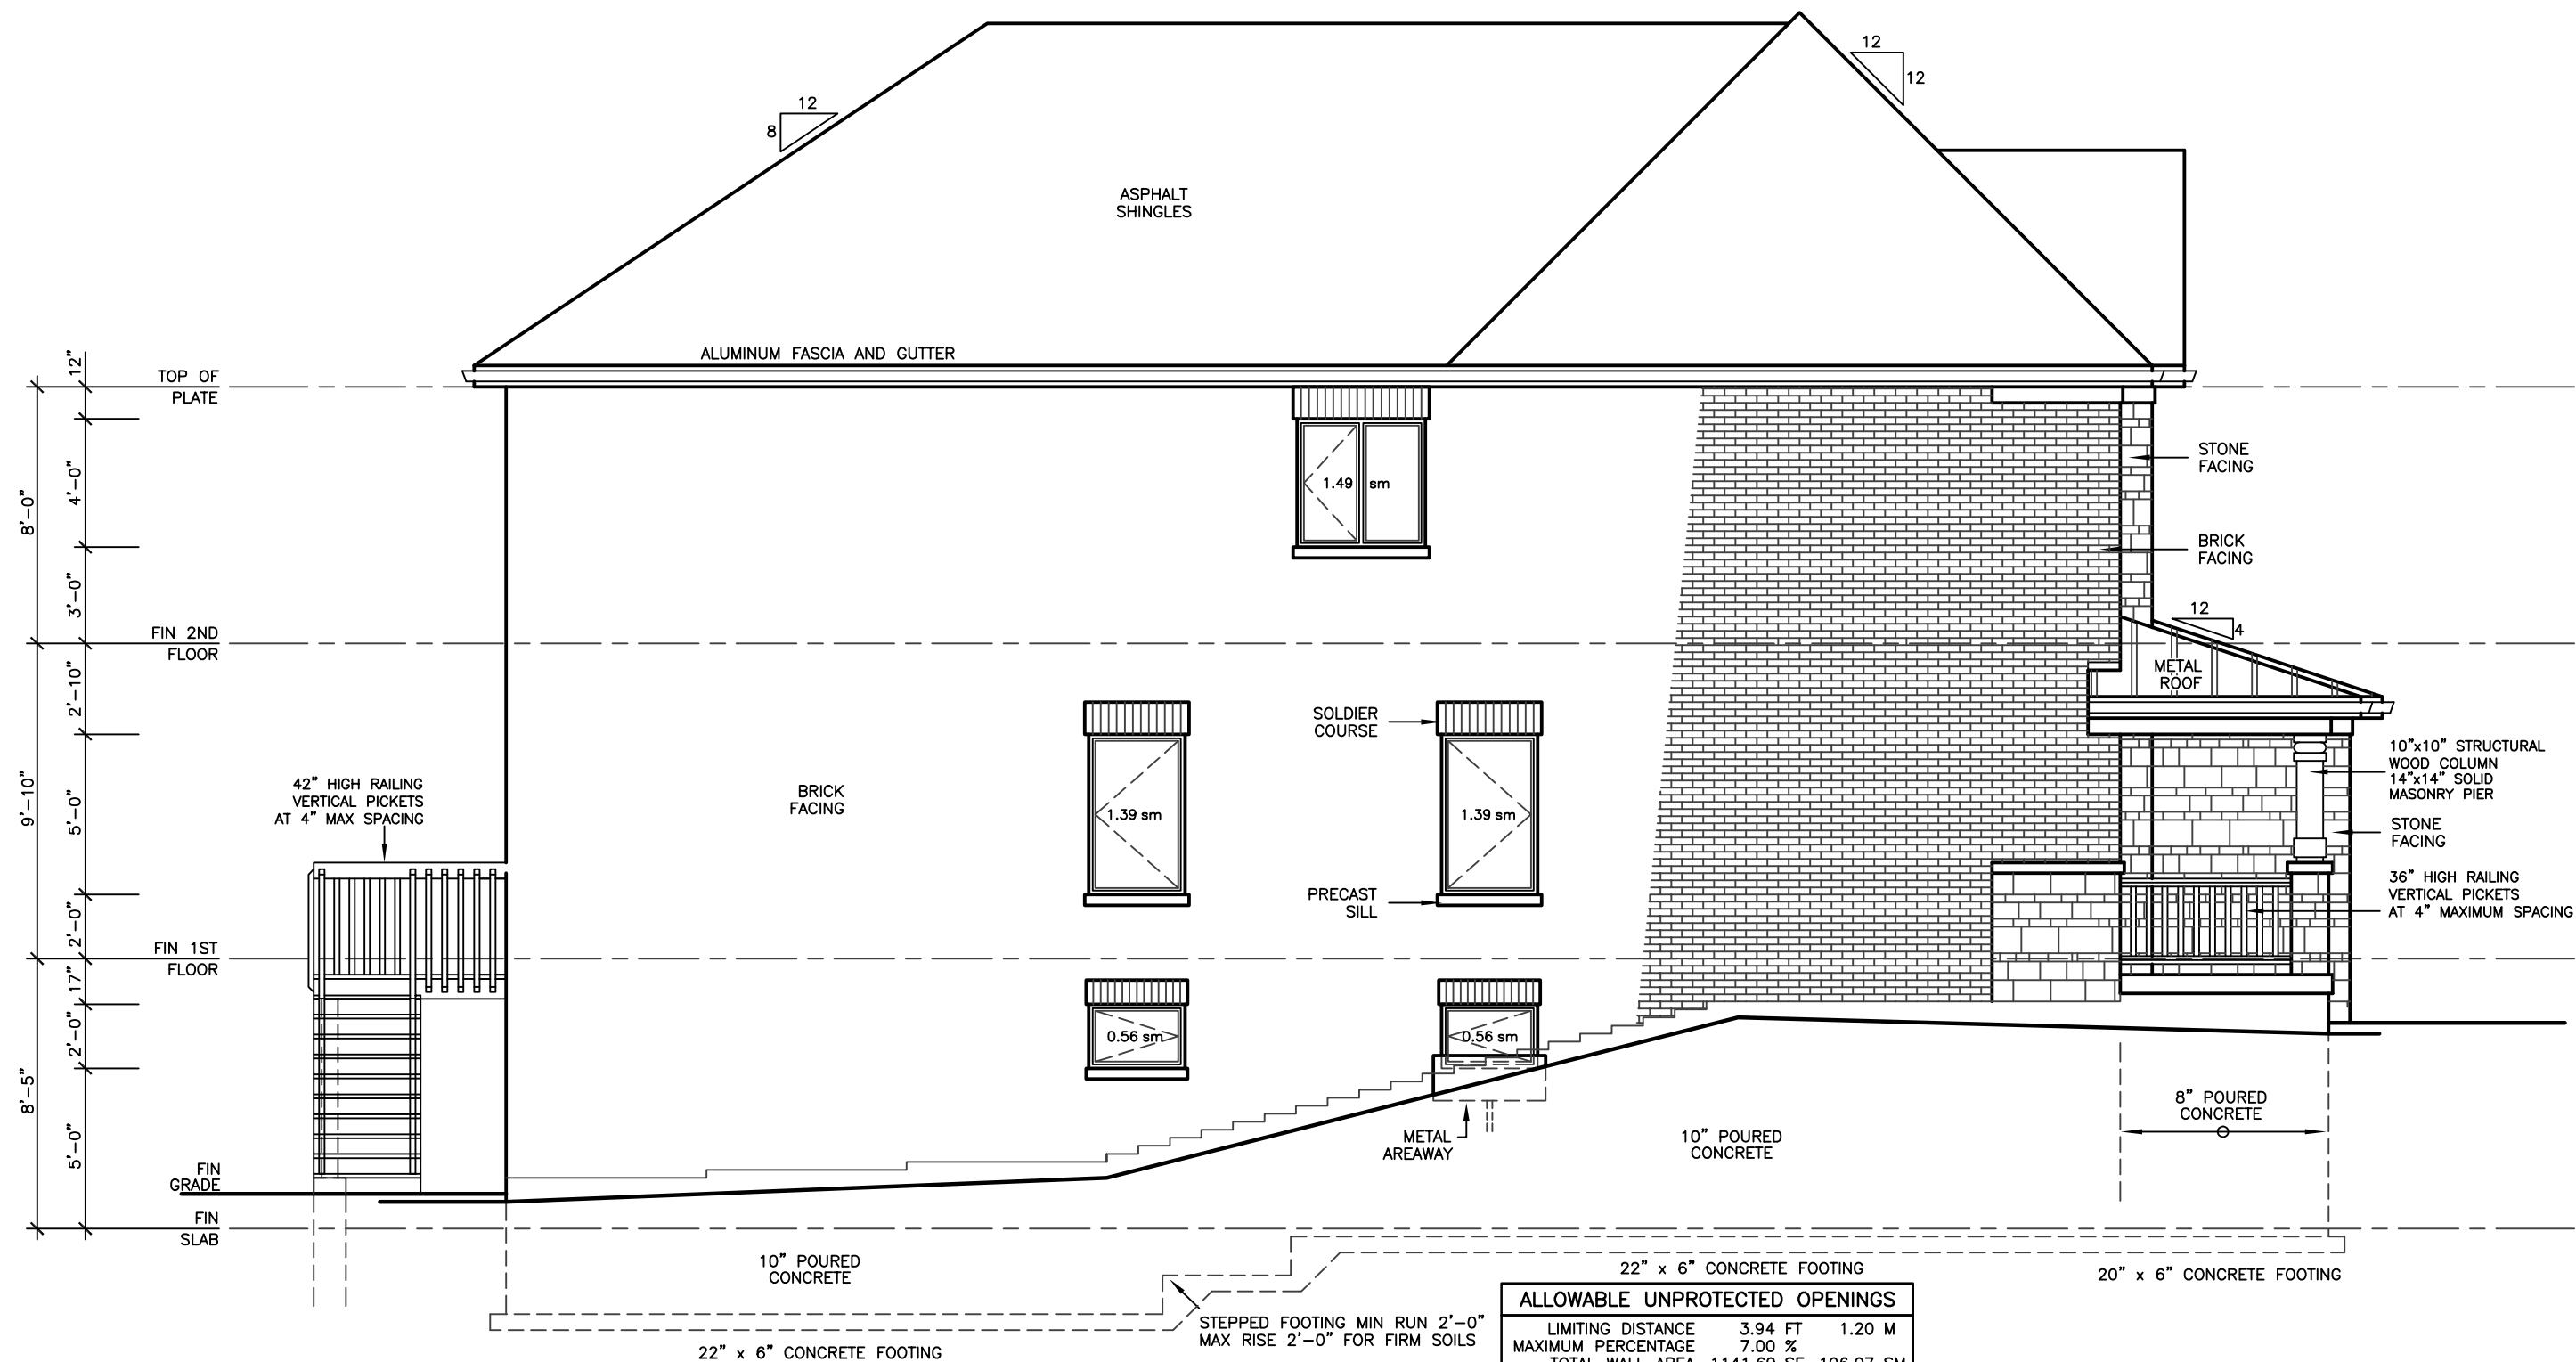 12
12
12
8
ASPHALT
SHINGLES
ALUMINUM FASCIA AND GUTTER
12"
TOP OF
PLATE
8'-0"
4'-0"
3'-0"
1.49 sm
STONE
FACING
BRICK
FACING
12
4
FIN 2ND
FLOOR
METAL
ROOF
2'-10"
9'-10"
5'-0"
2'-0"
SOLDIER
COURSE
10"x10" STRUCTURAL
WOOD COLUMN
14"x14" SOLID
MASONRY PIER
42" HIGH RAILING
VERTICAL PICKETS
AT 4" MAX SPACING
BRICK
FACING
1.39 sm
1.39 sm
STONE
FACING
PRECAST
SILL
36" HIGH RAILING
VERTICAL PICKETS
AT 4" MAXIMUM SPACING
FIN 1ST
FLOOR
17"
2'-0"
8'-5"
5'-0"
0.56 sm
0.56 sm
8" POURED
CONCRETE
METAL
AREAWAY
10" POURED
CONCRETE
FIN
GRADE
FIN
SLAB
10" POURED
CONCRETE
22" x 6" CONCRETE FOOTING
20" x 6" CONCRETE FOOTING
STEPPED FOOTING MIN RUN 2'-0"
MAX RISE 2'-0" FOR FIRM SOILS
22" x 6" CONCRETE FOOTING
ALLOWABLE UNPROTECTED OPENINGS
LIMITING DISTANCE 3.94 FT 1.20 M
MAXIMUM PERCENTAGE 7.00 %